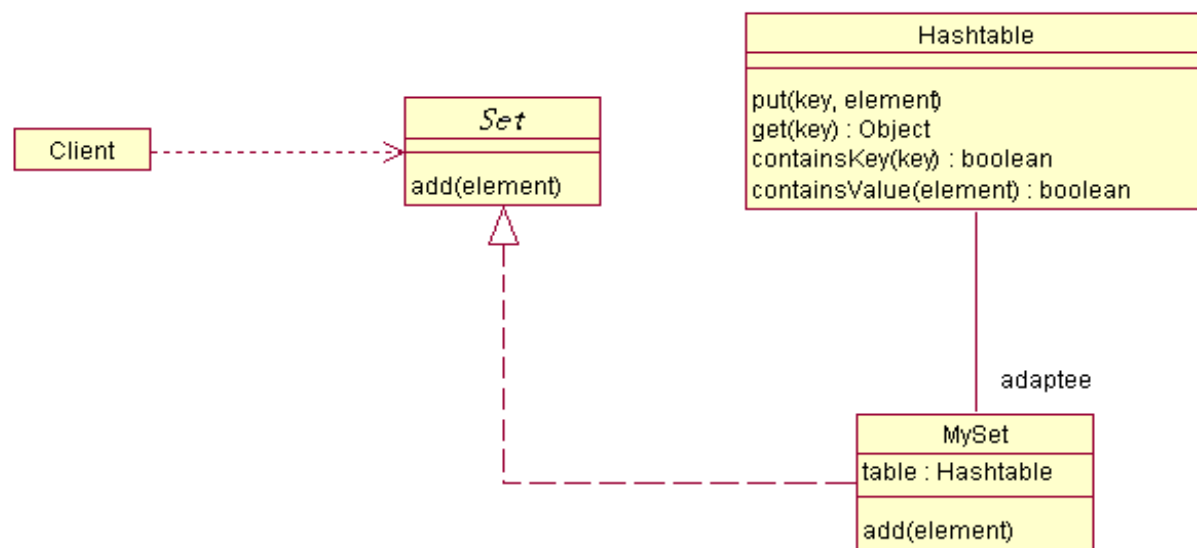 Hashtable
put(key, element)
get(key) : Object
containsKey(key) : boolean
containsValue(element) : boolean
Set
add(element)
Client
adaptee
MySet
table : Hashtable
add(element)